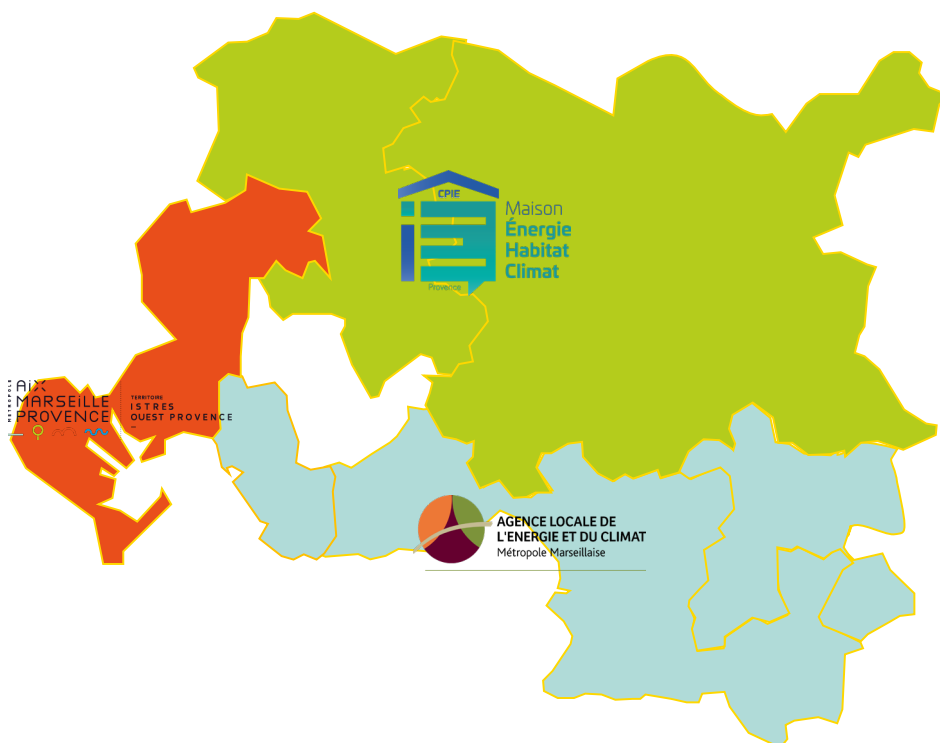 CPIE
Maison
Énergie
Habitat
Climat
Provence
MÉTROPOLE
AIX
MARSEILLE
PROVENCE
TERRITOIRE
ISTRES
OUEST PROVENCE
AGENCE LOCALE DE
L'ENERGIE ET DU CLIMAT
Métropole Marseillaise